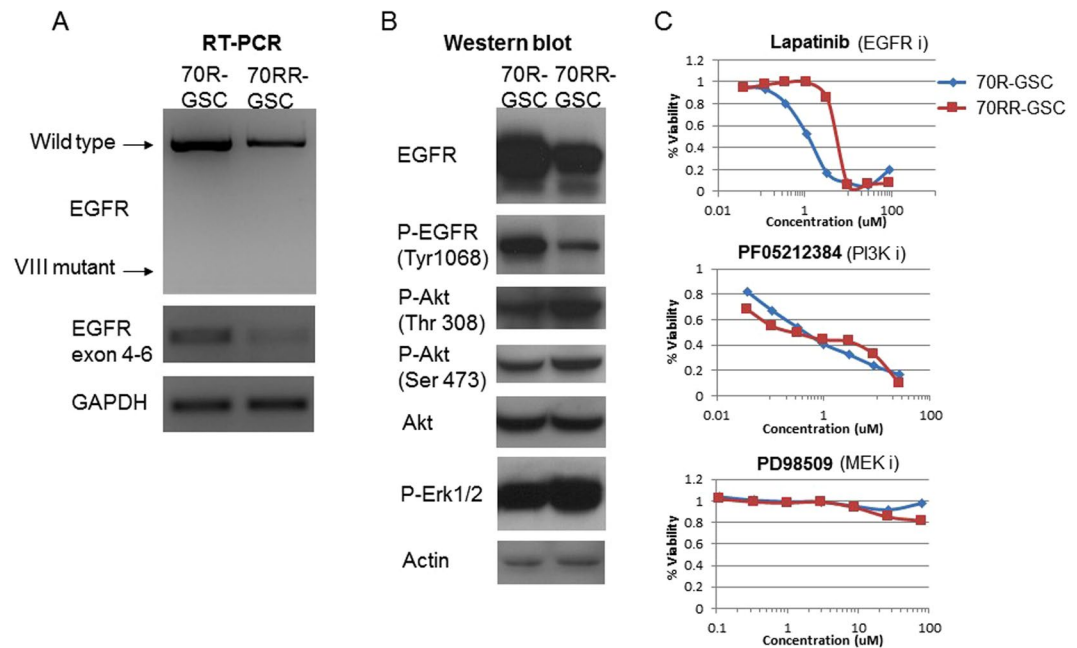 A
RT-PCR
70R-
GSC
70RR-
GSC
Wild type
EGFR
VIII mutant
EGFR
exon 4-6
GAPDH
B
Western blot
70R-
GSC
70RR-
GSC
EGFR
P-EGFR
(Tyr1068)
P-Akt
(Thr 308)
P-Akt
(Ser 473)
Akt
P-Erk1/2
Actin
C
Lapatinib (EGFR i)
1.2
1
0.8
0.6
0.4
0.2
0
% Viability
0.01
1
100
Concentration (uM)
70R-GSC
70RR-GSC
PF05212384 (PI3K i)
1
0.8
0.6
0.4
0.2
0
% Viability
0.01
1
100
Concentration (uM)
PD98509 (MEK i)
1.2
1
0.8
0.6
0.4
0.2
0
% Viability
0.1
1
10
100
Concentration (uM)